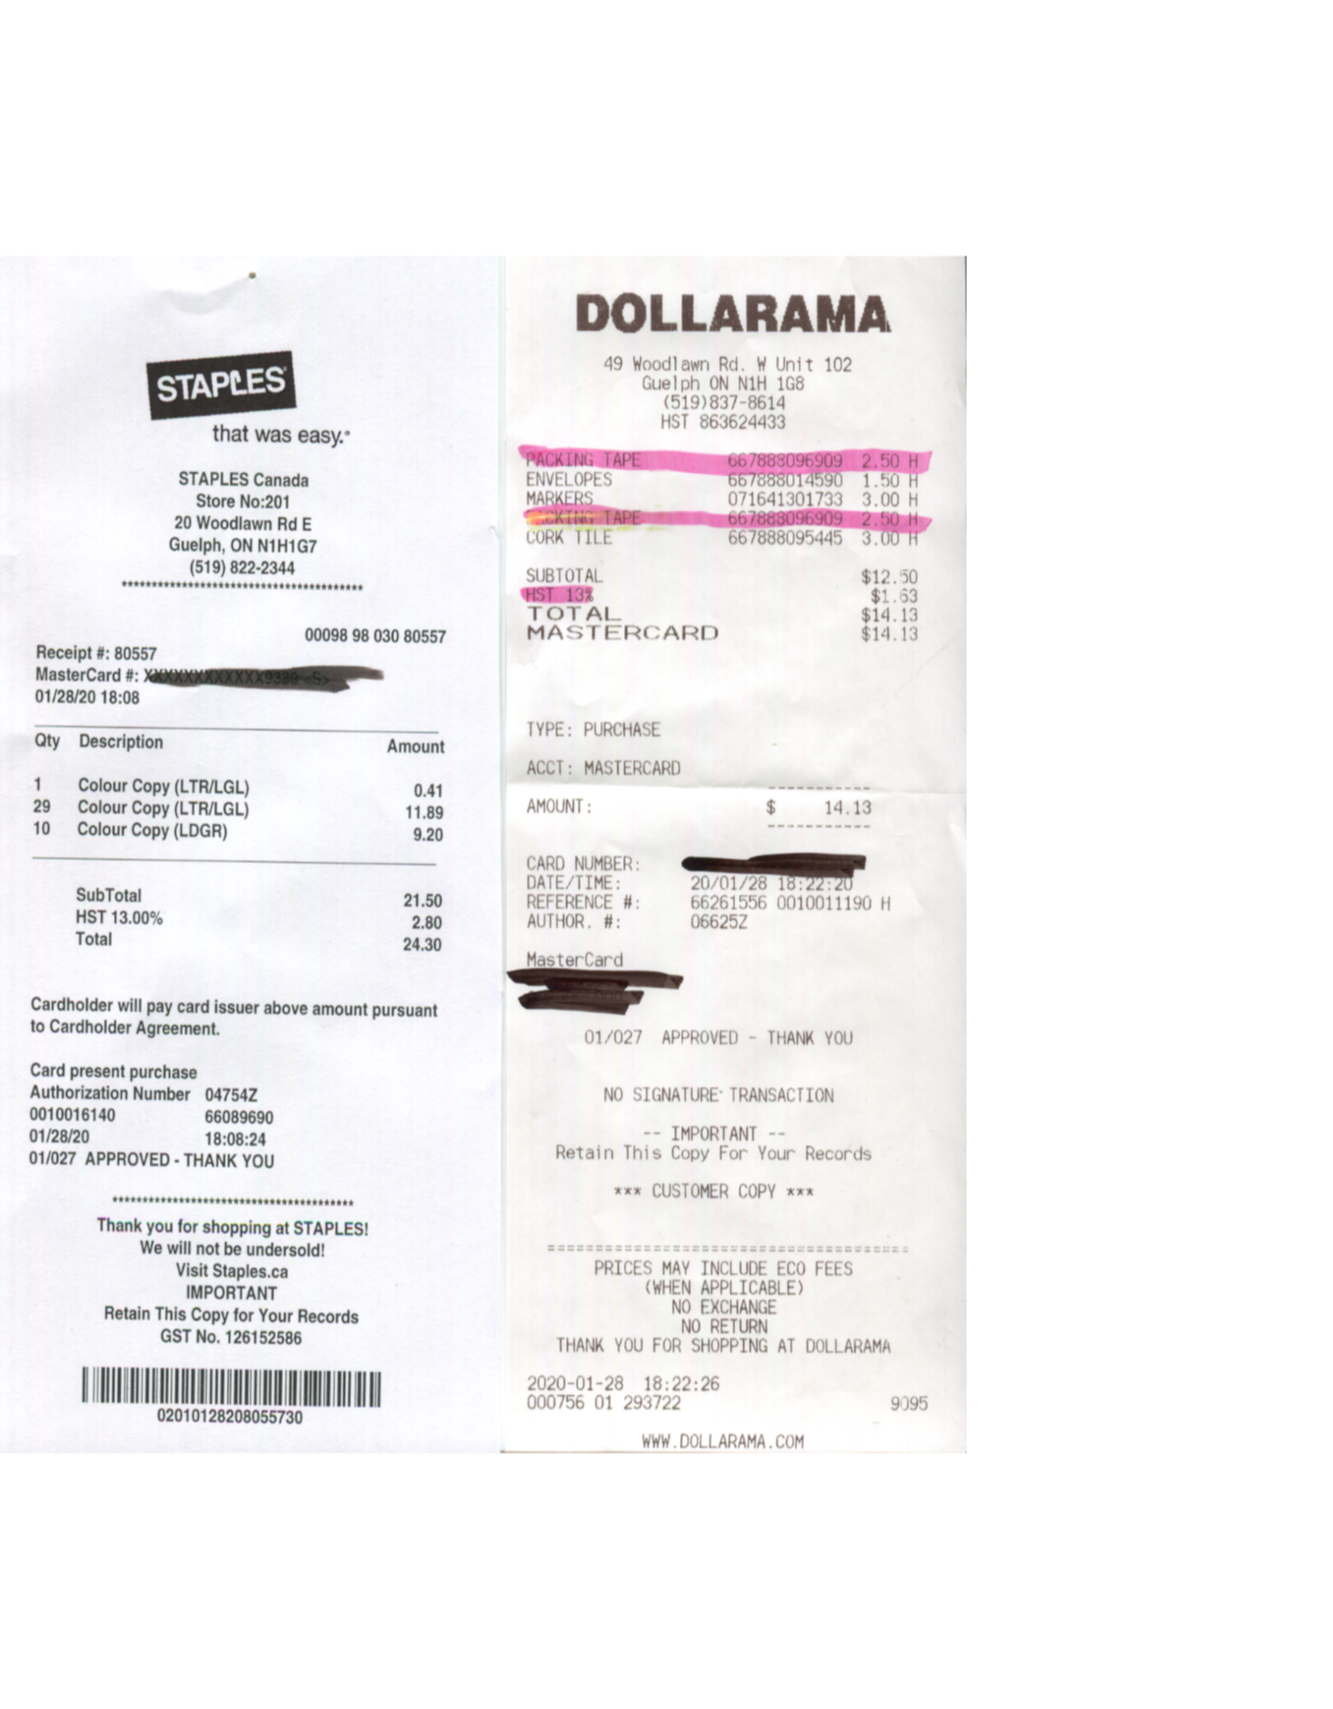 STAPLES
that was easy.®
STAPLES Canada
Store No:201
20 Woodlawn Rd E
Guelph, ON N1H1G7
(519) 822-2344
****************************************
00098 98 030 80557
Receipt #: 80557
MasterCard #: XXXXXXXXXXXX
01/28/20 18:08
Qty Description Amount
1 Colour Copy (LTR/LGL) 0.41
29 Colour Copy (LTR/LGL) 11.89
10 Colour Copy (LDGR) 9.20
SubTotal 21.50
HST 13.00% 2.80
Total 24.30
Cardholder will pay card issuer above amount pursuant
to Cardholder Agreement.
Card present purchase
Authorization Number 04754Z
0010016140 66089690
01/28/20 18:08:24
01/027 APPROVED - THANK YOU
****************************************
Thank you for shopping at STAPLES!
We will not be undersold!
Visit Staples.ca
IMPORTANT
Retain This Copy for Your Records
GST No. 126152586
02010128208055730
DOLLARAMA
49 Woodlawn Rd. W Unit 102
Guelph ON N1H 1G8
(519)837-8614
HST 863624433
PACKING TAPE 667888096909 2.50 H
ENVELOPES 667888014590 1.50 H
MARKERS 071641301733 3.00 H
PACKING TAPE 667888096909 2.50 H
CORK TILE 667888095445 3.00 H
SUBTOTAL $12.50
HST 13% $1.63
TOTAL $14.13
MASTERCARD $14.13
TYPE: PURCHASE
ACCT: MASTERCARD
-----------
AMOUNT: $ 14.13
-----------
CARD NUMBER:
DATE/TIME: 20/01/28 18:22:20
REFERENCE #: 66261556 0010011190 H
AUTHOR. #: 06625Z
MasterCard
01/027 APPROVED - THANK YOU
NO SIGNATURE TRANSACTION
-- IMPORTANT --
Retain This Copy For Your Records
*** CUSTOMER COPY ***
======================================
PRICES MAY INCLUDE ECO FEES
(WHEN APPLICABLE)
NO EXCHANGE
NO RETURN
THANK YOU FOR SHOPPING AT DOLLARAMA
2020-01-28 18:22:26
000756 01 293722 9095
WWW.DOLLARAMA.COM